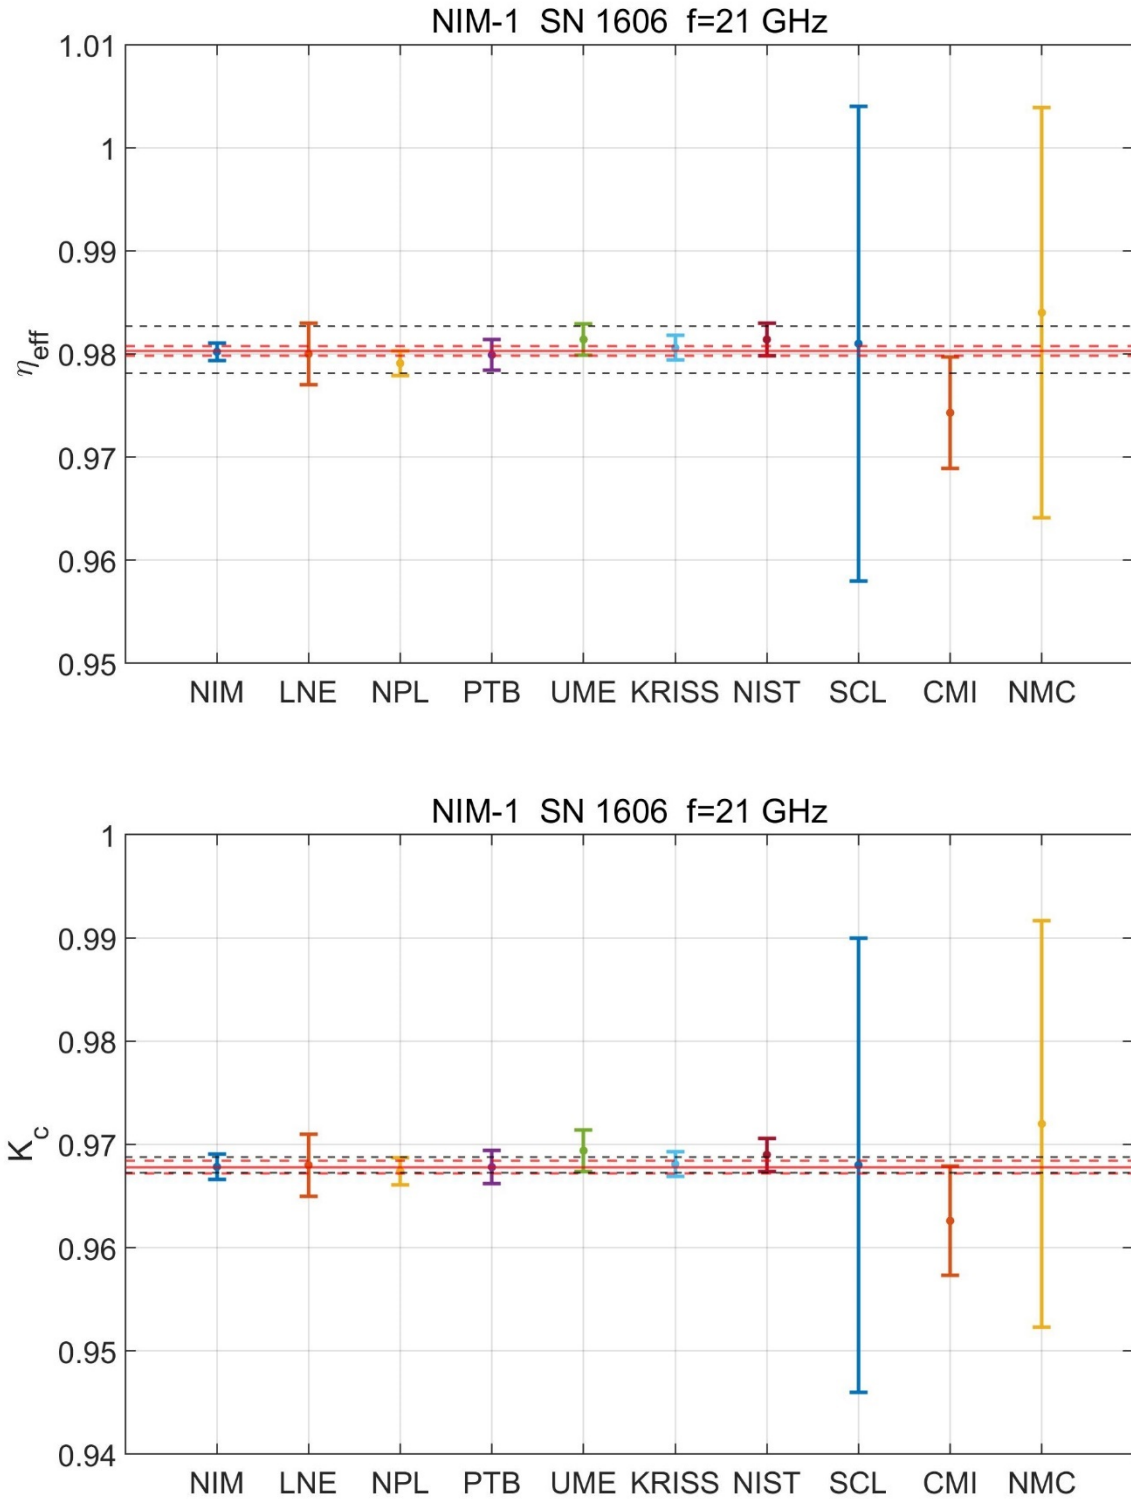 NIM-1 SN 1606 f=21 GHz
1.01
1
0.99
0.98
0.97
0.96
0.95
ηeff
NIM LNE NPL PTB UME KRISS NIST SCL CMI NMC
NIM-1 SN 1606 f=21 GHz
1
0.99
0.98
0.97
0.96
0.95
0.94
Kc
NIM LNE NPL PTB UME KRISS NIST SCL CMI NMC